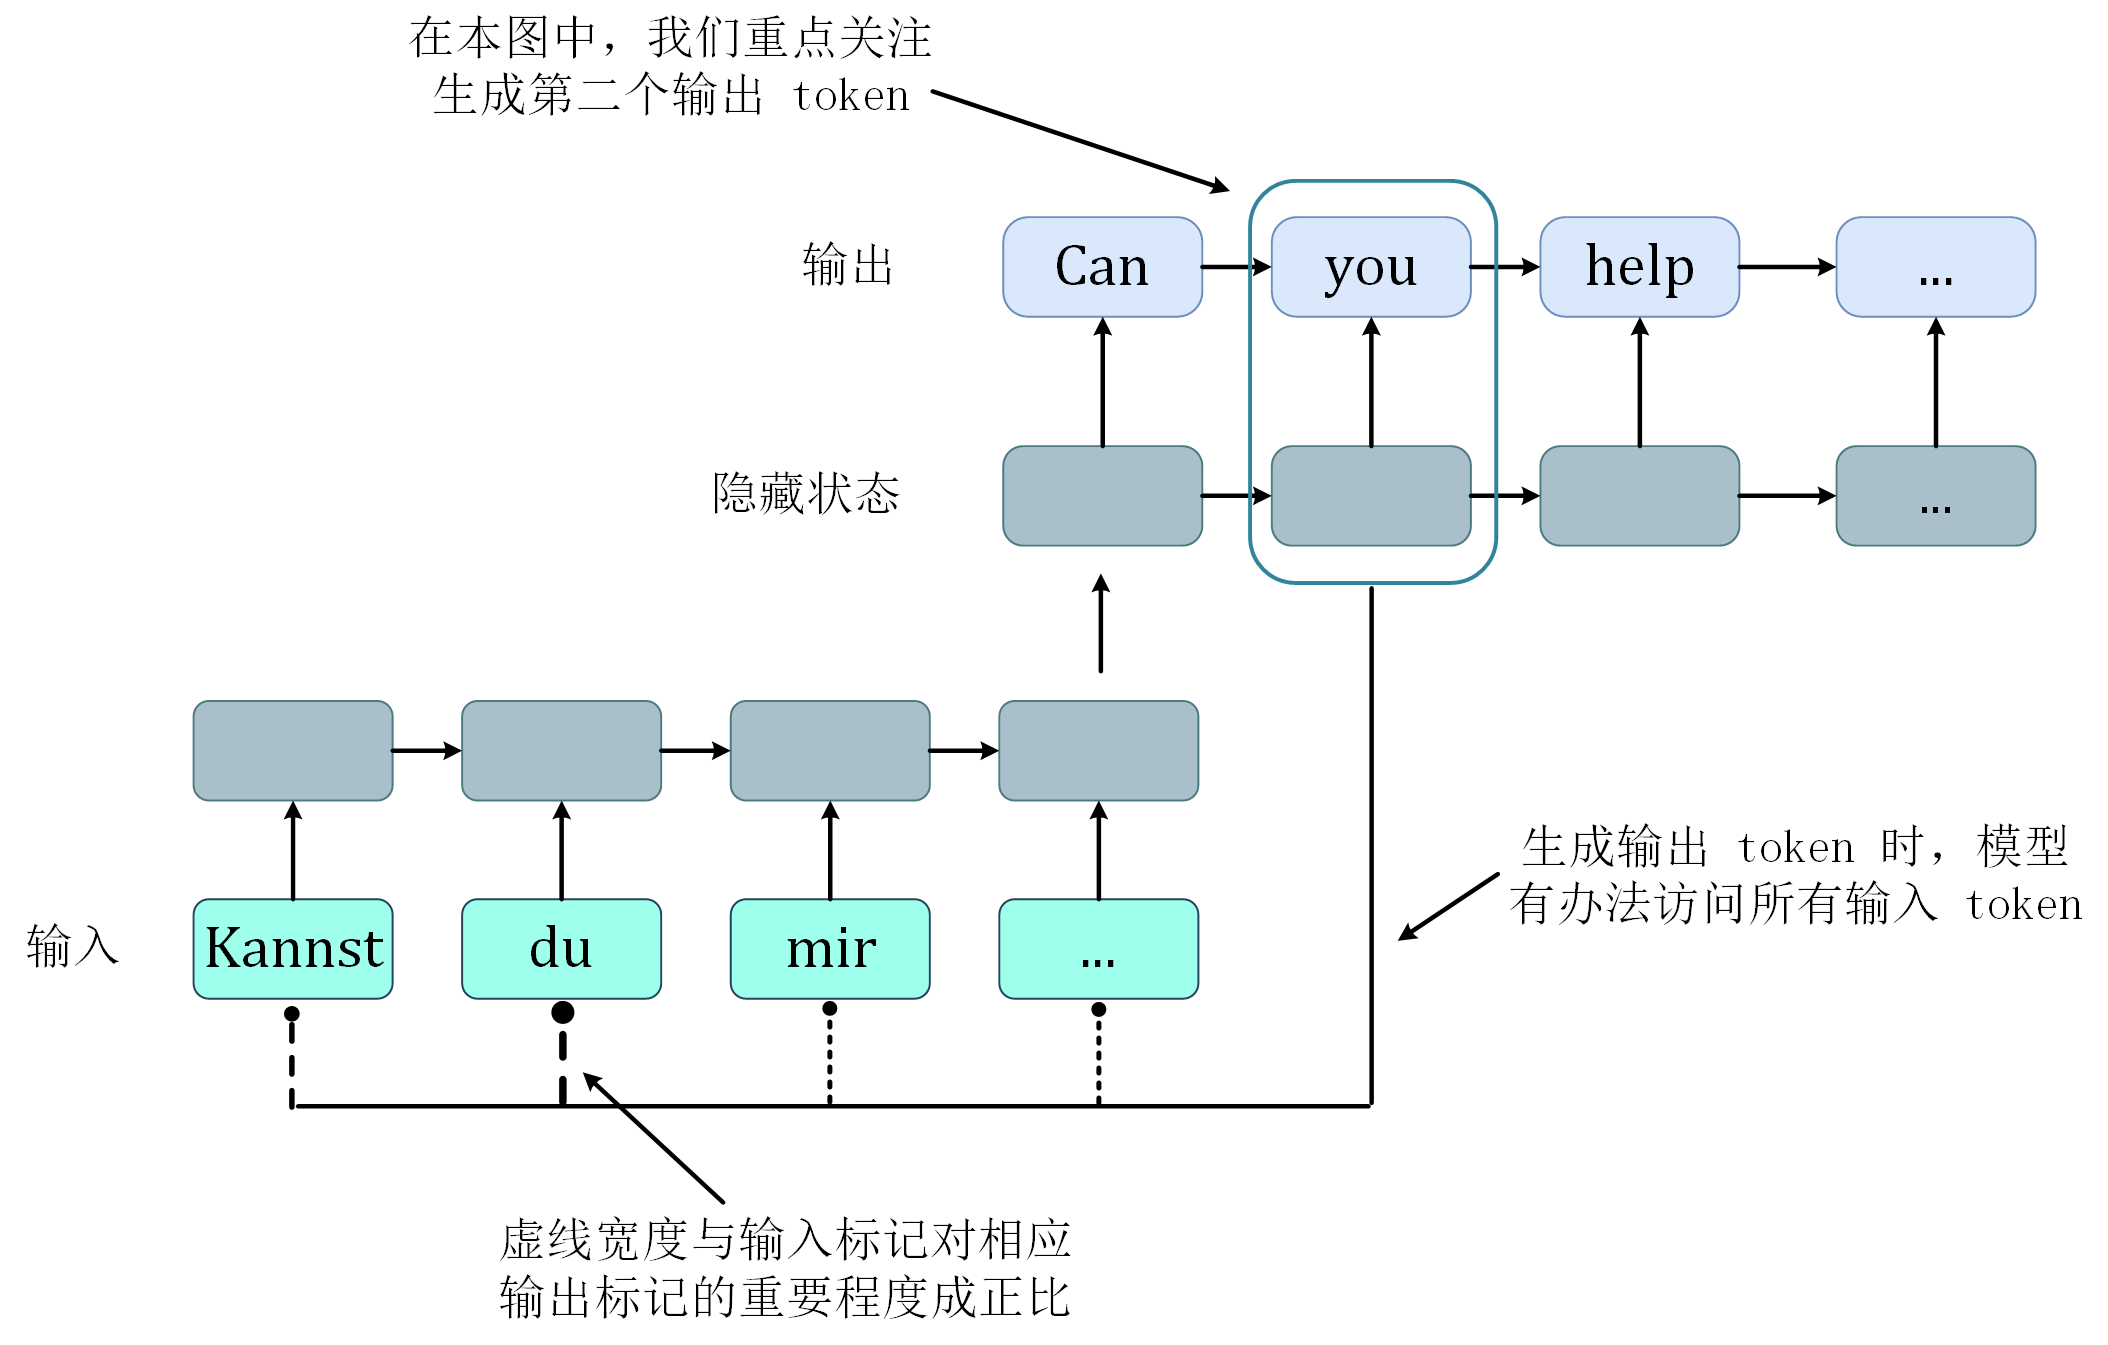 在本图中，我们重点关注
生成第二个输出 token
输出
Can
you
help
...
隐藏状态
...
生成输出 token 时，模型
有办法访问所有输入 token
输入
Kannst
du
mir
...
虚线宽度与输入标记对相应
输出标记的重要程度成正比